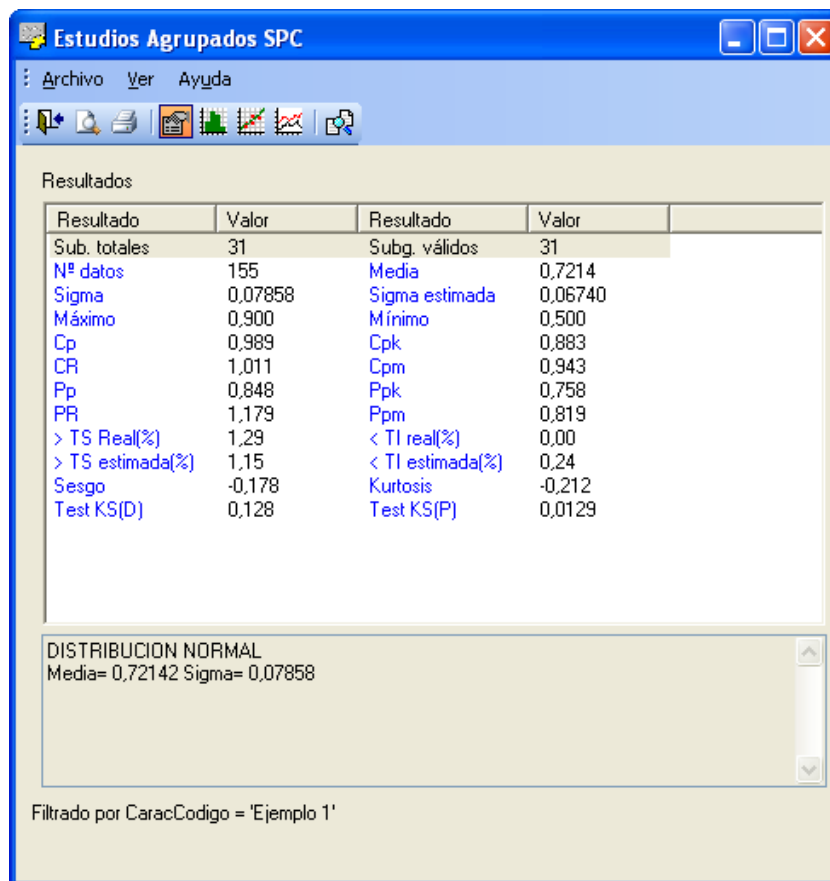 Estudios Agrupados SPC
Archivo Ver Ayuda
Resultados
Resultado Valor Resultado Valor
Sub. totales 31 Subg. válidos 31
Nº datos 155 Media 0,7214
Sigma 0,07858 Sigma estimada 0,06740
Máximo 0,900 Mínimo 0,500
Cp 0,989 Cpk 0,883
CR 1,011 Cpm 0,943
Pp 0,848 Ppk 0,758
PR 1,179 Ppm 0,819
> TS Real(%) 1,29 < TI real(%) 0,00
> TS estimada(%) 1,15 < TI estimada(%) 0,24
Sesgo -0,178 Kurtosis -0,212
Test KS(D) 0,128 Test KS(P) 0,0129
DISTRIBUCION NORMAL
Media= 0,72142 Sigma= 0,07858
Filtrado por CaracCodigo = 'Ejemplo 1'